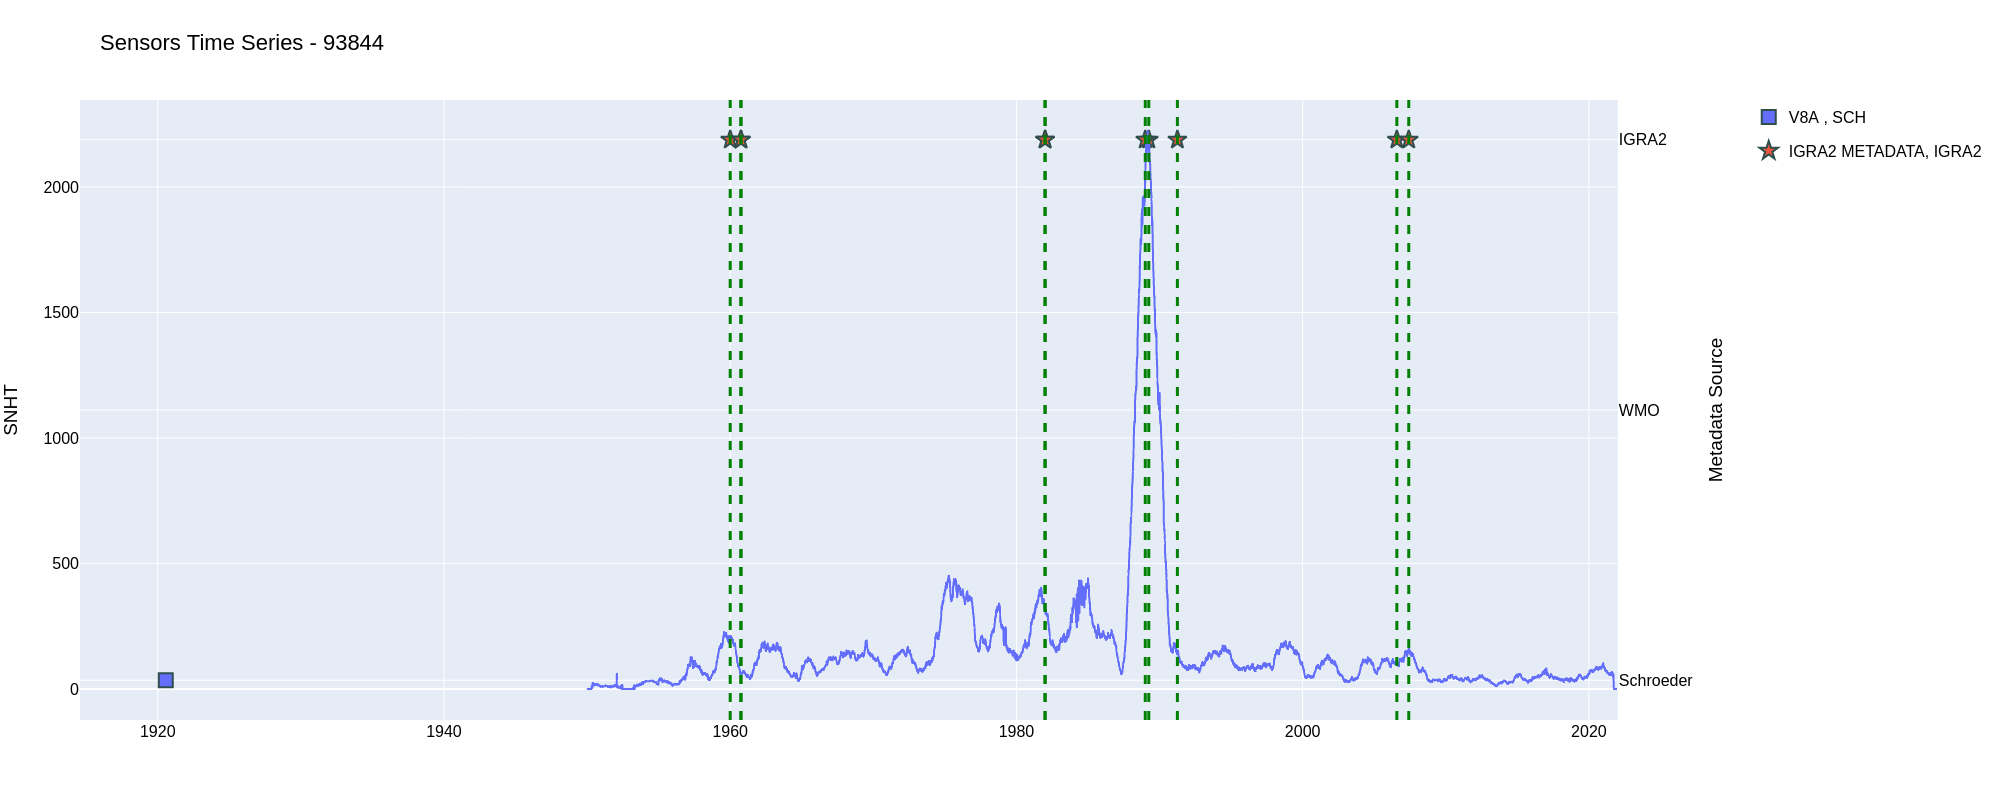 Sensors Time Series - 93844
V8A , SCH
IGRA2 METADATA, IGRA2
SNHT
2000
1500
1000
500
0
IGRA2
WMO
Schroeder
Metadata Source
1920
1940
1960
1980
2000
2020